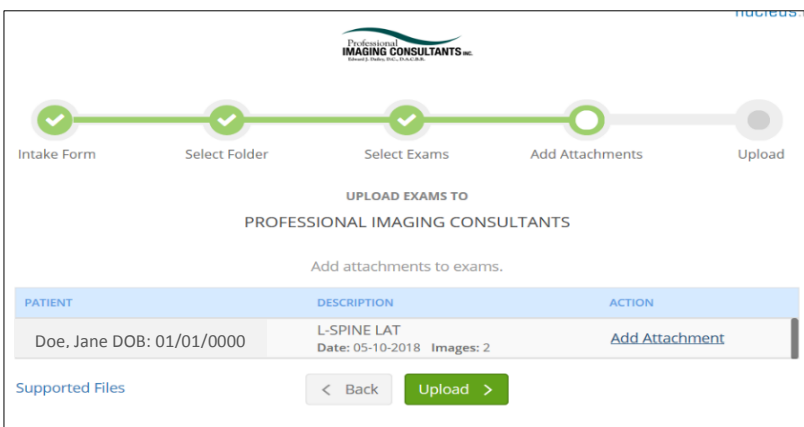 nucleus.
Professional
IMAGING CONSULTANTS INC.
Intake Form Select Folder Select Exams Add Attachments Upload
UPLOAD EXAMS TO
PROFESSIONAL IMAGING CONSULTANTS
Add attachments to exams.
PATIENT DESCRIPTION ACTION
L-SPINE LAT
Doe, Jane DOB: 01/01/0000 Add Attachment
Date: 05-10-2018 Images: 2
Supported Files < Back Upload >